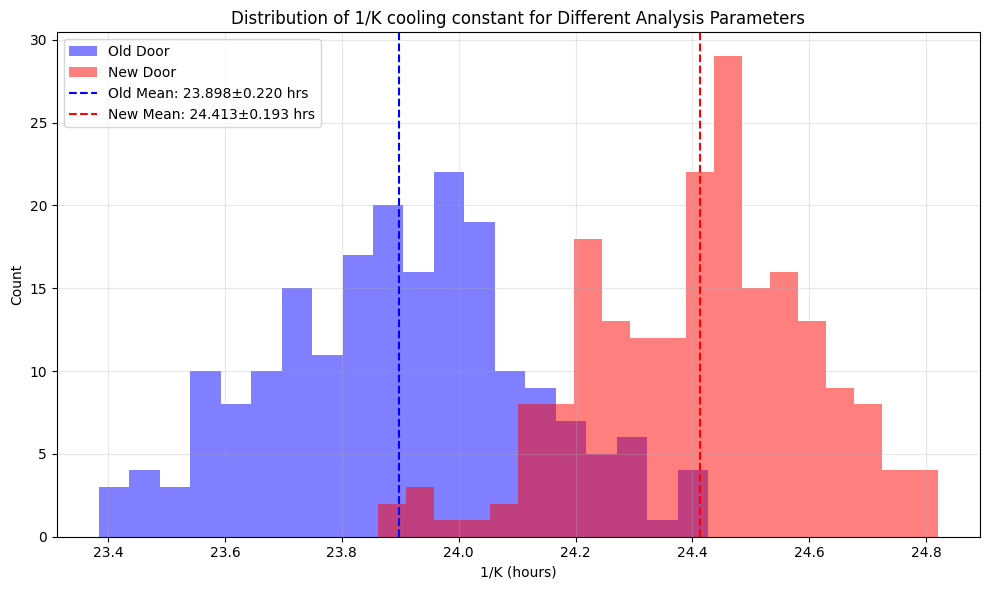 Distribution of 1/K cooling constant for Different Analysis Parameters
30
25
20
15
10
5
0
Count
Old Door
New Door
Old Mean: 23.898±0.220 hrs
New Mean: 24.413±0.193 hrs
23.4 23.6 23.8 24.0 24.2 24.4 24.6 24.8
1/K (hours)